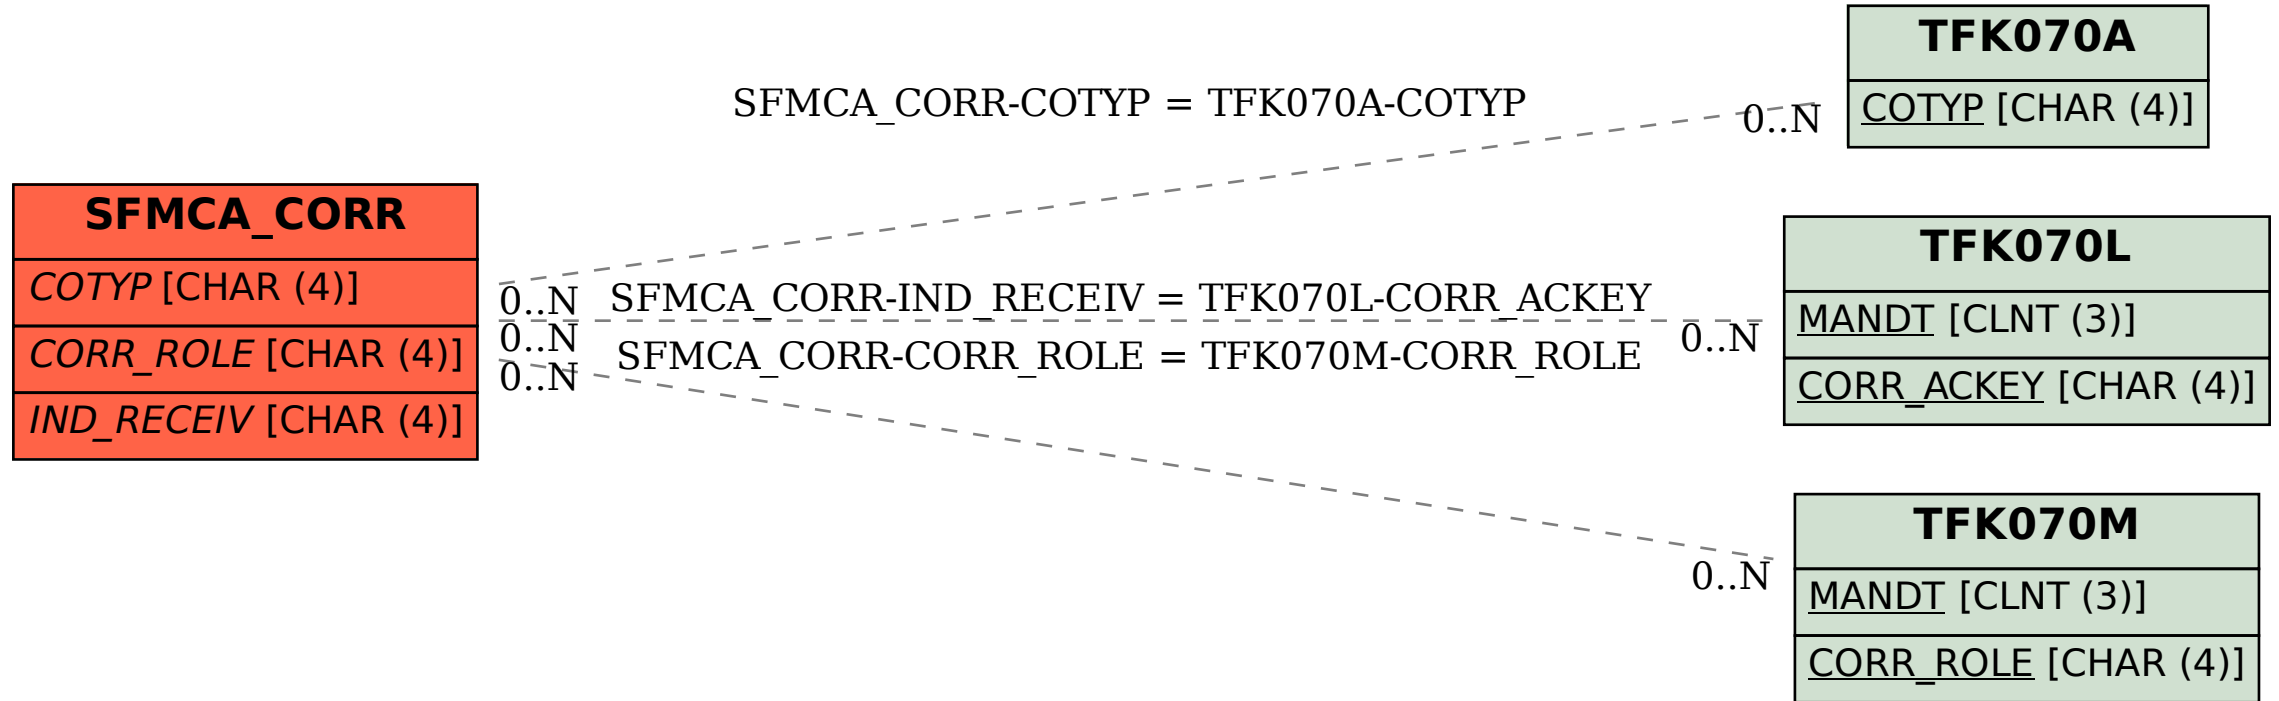 TFK070A
COTYP [CHAR (4)]
SFMCA_CORR-COTYP = TFK070A-COTYP
0..N
SFMCA_CORR
COTYP [CHAR (4)]
CORR_ROLE [CHAR (4)]
IND_RECEIV [CHAR (4)]
0..N
SFMCA_CORR-IND_RECEIV = TFK070L-CORR_ACKEY
0..N
0..N
SFMCA_CORR-CORR_ROLE = TFK070M-CORR_ROLE
0..N
TFK070L
MANDT [CLNT (3)]
CORR_ACKEY [CHAR (4)]
0..N
TFK070M
MANDT [CLNT (3)]
CORR_ROLE [CHAR (4)]